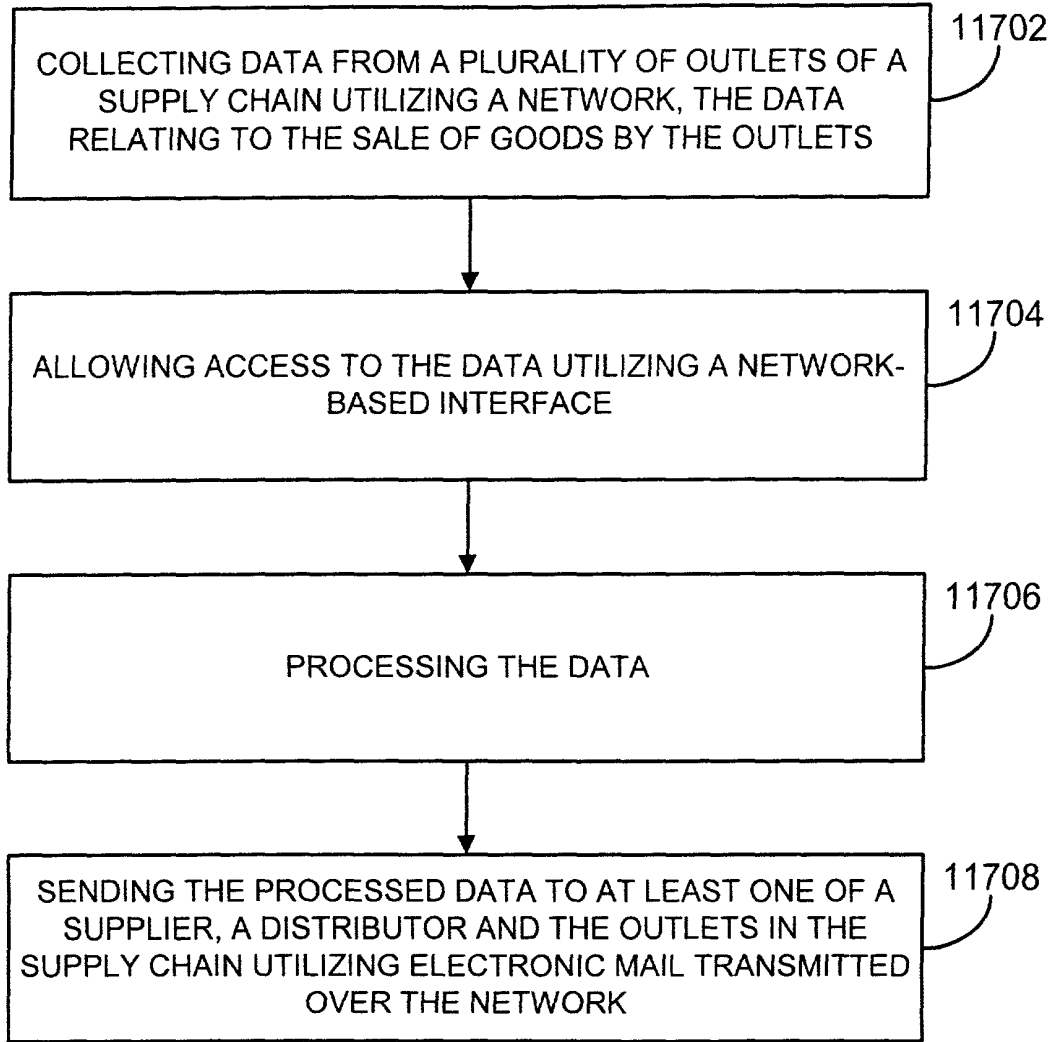 11702
COLLECTING DATA FROM A PLURALITY OF OUTLETS OF A
SUPPLY CHAIN UTILIZING A NETWORK, THE DATA
RELATING TO THE SALE OF GOODS BY THE OUTLETS
11704
ALLOWING ACCESS TO THE DATA UTILIZING A NETWORK-
BASED INTERFACE
11706
PROCESSING THE DATA
11708
SENDING THE PROCESSED DATA TO AT LEAST ONE OF A
SUPPLIER, A DISTRIBUTOR AND THE OUTLETS IN THE
SUPPLY CHAIN UTILIZING ELECTRONIC MAIL TRANSMITTED
OVER THE NETWORK